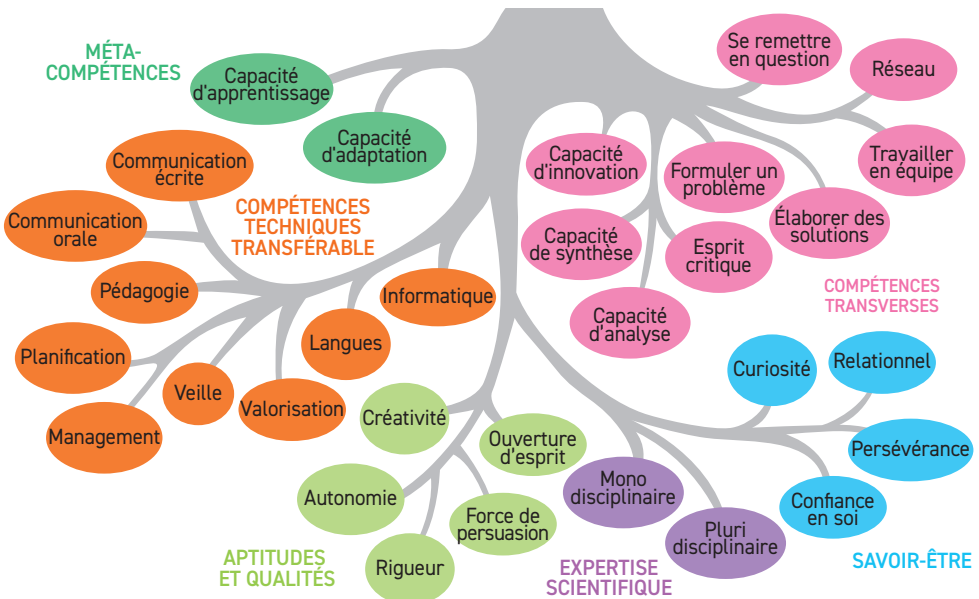 MÉTA-
COMPÉTENCES
Capacité
d'apprentissage
Capacité
d'adaptation
Communication
écrite
Communication
orale
COMPÉTENCES
TECHNIQUES
TRANSFÉRABLE
Pédagogie
Informatique
Planification
Langues
Veille
Valorisation
Management
Se remettre
en question
Réseau
Capacité
d'innovation
Formuler un
problème
Travailler
en équipe
Capacité
de synthèse
Esprit
critique
Élaborer des
solutions
Capacité
d'analyse
COMPÉTENCES
TRANSVERSES
Créativité
Ouverture
d'esprit
Autonomie
Force de
persuasion
Rigueur
APTITUDES
ET QUALITÉS
Mono
disciplinaire
Pluri
disciplinaire
EXPERTISE
SCIENTIFIQUE
Curiosité
Relationnel
Persévérance
Confiance
en soi
SAVOIR-ÊTRE